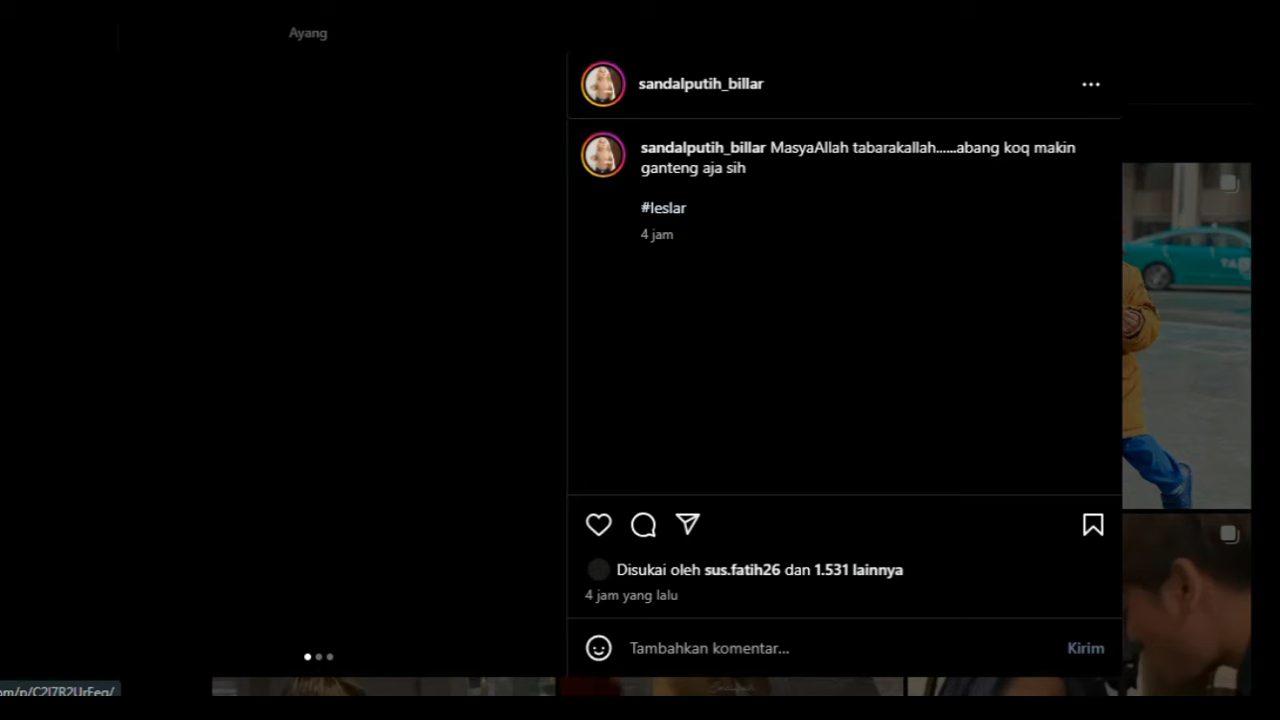 Ayang
sandalputih_billar
sandalputih_billar MasyaAllah tabarakallah......abang koq makin
ganteng aja sih
#leslar
4 jam
Disukai oleh sus.fatih26 dan 1.531 lainnya
4 jam yang lalu
Tambahkan komentar...
Kirim